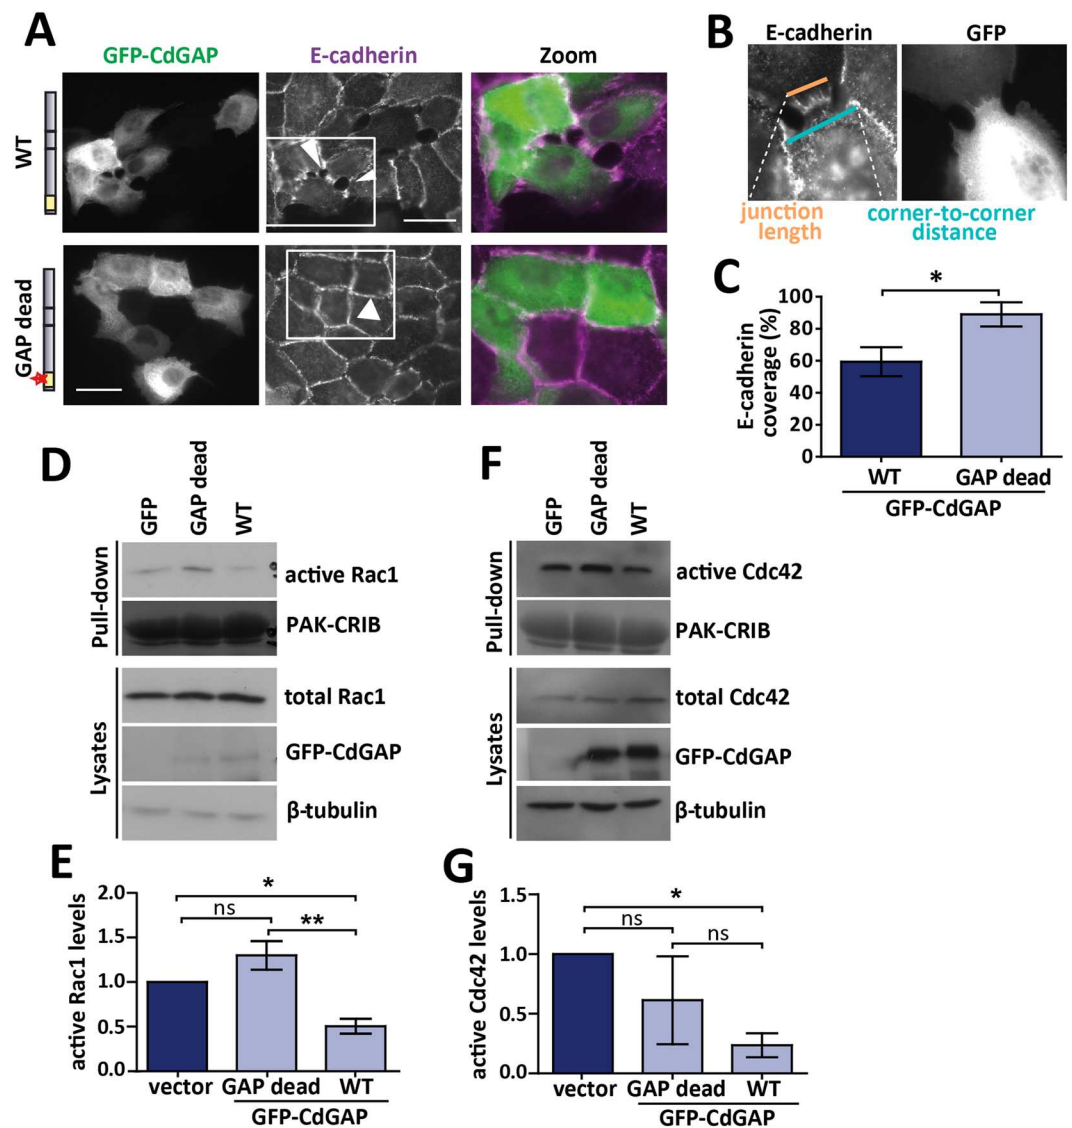 A
GFP-CdGAP
E-cadherin
Zoom
WT
GAP dead
B
E-cadherin
GFP
junction
length
corner-to-corner
distance
C
E-cadherin
coverage (%)
100
80
60
40
20
0
*
WT
GAP dead
GFP-CdGAP
D
GFP
GAP dead
WT
Pull-down
active Rac1
PAK-CRIB
Lysates
total Rac1
GFP-CdGAP
β-tubulin
F
GFP
GAP dead
WT
Pull-down
active Cdc42
PAK-CRIB
Lysates
total Cdc42
GFP-CdGAP
β-tubulin
E
active Rac1 levels
2.0
1.5
1.0
0.5
0.0
*
ns
**
vector
GAP dead
WT
GFP-CdGAP
G
active Cdc42 levels
1.5
1.0
0.5
0.0
*
ns
ns
vector
GAP dead
WT
GFP-CdGAP